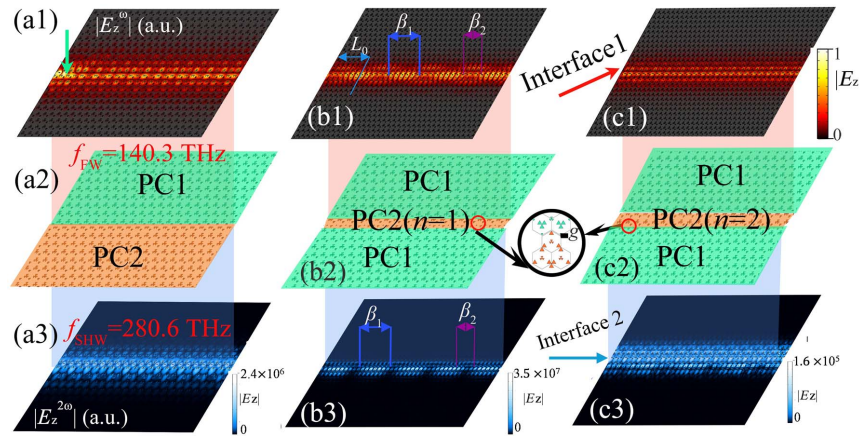 (a1)
|E_z^ω| (a.u.)
L_0
β_1
β_2
(b1)
Interface1
(c1)
1
|E_z
0
(a2)
f_FW=140.3 THz
PC1
PC2
PC1
PC2(n=1)
PC1
(b2)
g
PC1
PC2(n=2)
PC1
(c2)
(a3)
f_SHW=280.6 THz
|E_z^2ω| (a.u.)
2.4×10^6
|Ez|
0
β_1
β_2
(b3)
3.5×10^7
|Ez|
0
Interface 2
(c3)
1.6×10^5
|Ez|
0